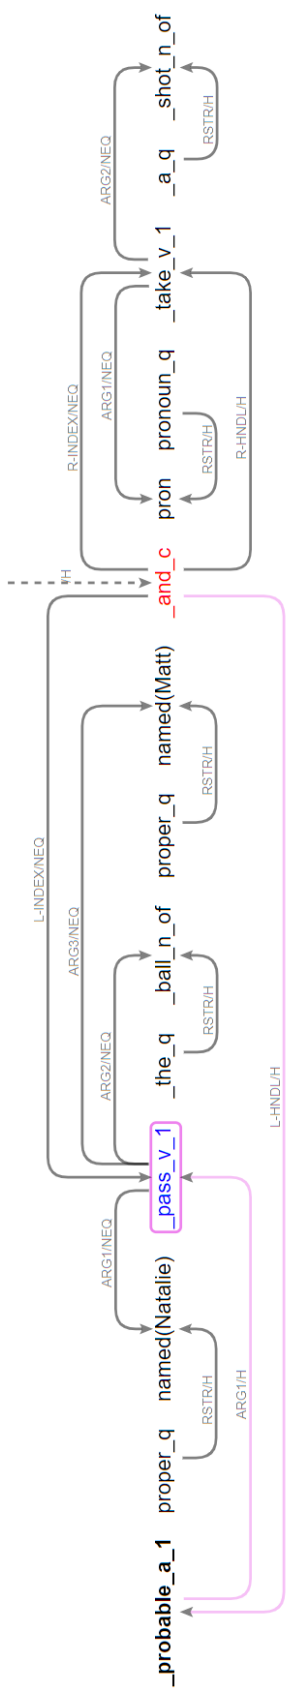 _probable_a_1 proper_q named(Natalie) _pass_v_1 _the_q _ball_n_of proper_q named(Matt) _and_c pron pronoun_q _take_v_1 _a_q _shot_n_of
L-INDEX/NEQ
/H
ARG3/NEQ
R-INDEX/NEQ
ARG1/NEQ
ARG2/NEQ
ARG1/NEQ
ARG2/NEQ
RSTR/H
RSTR/H
RSTR/H
RSTR/H
RSTR/H
ARG1/H
R-HNDL/H
L-HNDL/H